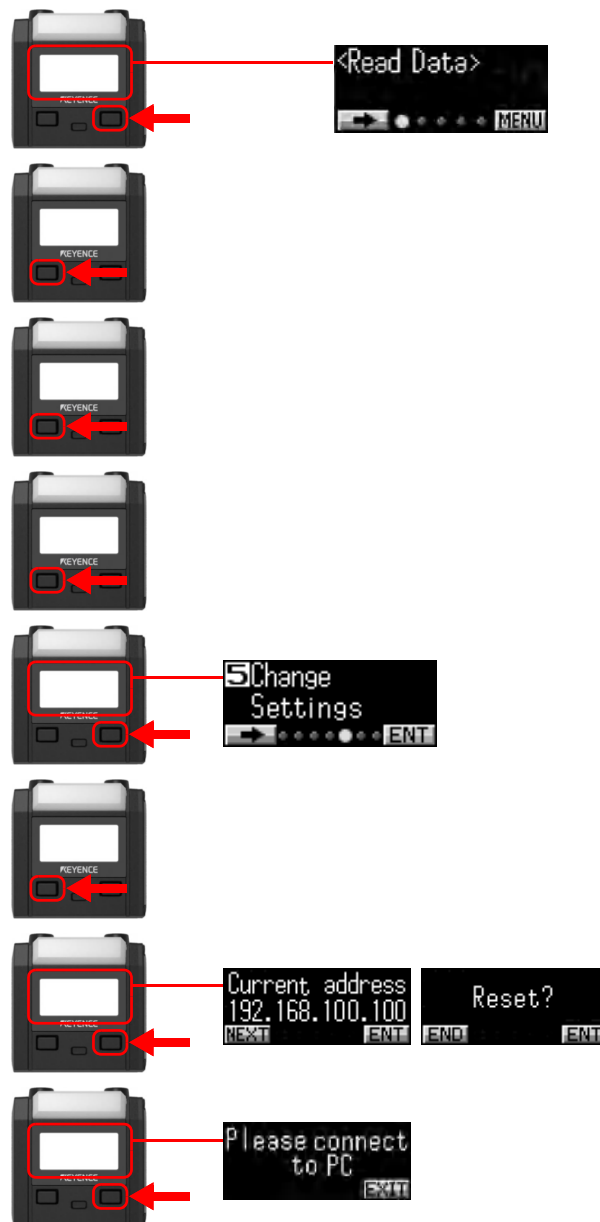 <Read Data>
KEYENCE
MENU
KEYENCE
KEYENCE
KEYENCE
5Change
Settings
KEYENCE
ENT
KEYENCE
Current address
192.168.100.100
Reset?
KEYENCE
NEXT ENT END ENT
Please connect
to PC
KEYENCE
EXIT